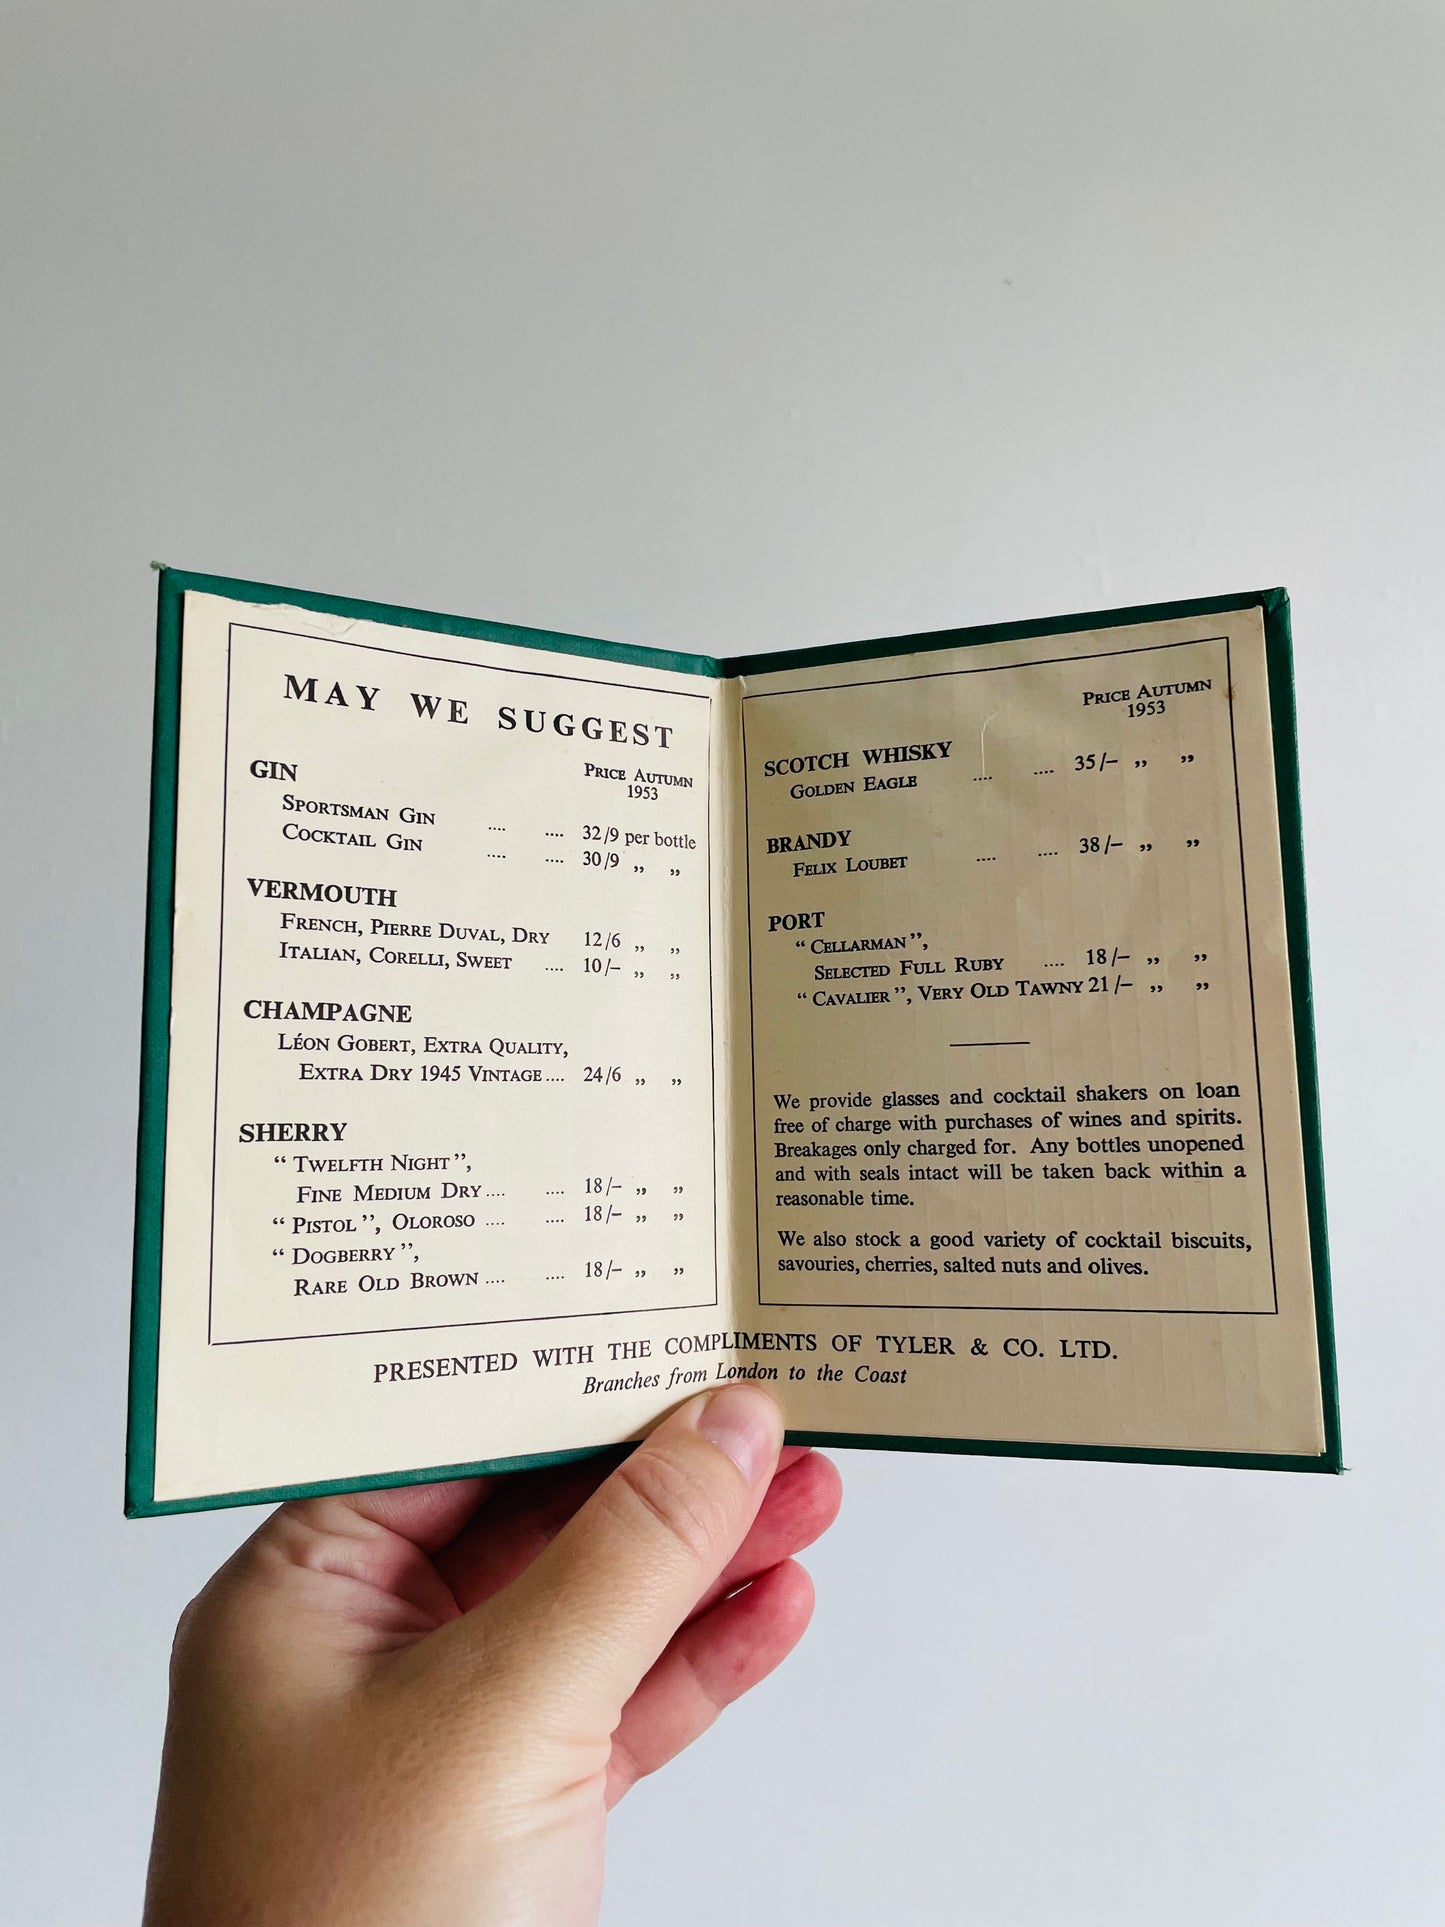 MAY WE SUGGEST
PRICE AUTUMN
1953
GIN
SPORTSMAN GIN .... .... 32/9 per bottle
COCKTAIL GIN .... .... 30/9 „ „
VERMOUTH
FRENCH, PIERRE DUVAL, DRY 12/6 „ „
ITALIAN, CORELLI, SWEET .... 10/– „ „
CHAMPAGNE
LÉON GOBERT, EXTRA QUALITY,
EXTRA DRY 1945 VINTAGE .... 24/6 „ „
SHERRY
“ TWELFTH NIGHT ”,
FINE MEDIUM DRY .... .... 18/– „ „
“ PISTOL ”, OLOROSO .... .... 18/– „ „
“ DOGBERRY ”,
RARE OLD BROWN .... .... 18/– „ „
PRICE AUTUMN
1953
SCOTCH WHISKY
GOLDEN EAGLE .... .... 35/– „ „
BRANDY
FELIX LOUBET .... .... 38/– „ „
PORT
“ CELLARMAN ”,
SELECTED FULL RUBY .... 18/– „ „
“ CAVALIER ”, VERY OLD TAWNY 21/– „ „
We provide glasses and cocktail shakers on loan
free of charge with purchases of wines and spirits.
Breakages only charged for. Any bottles unopened
and with seals intact will be taken back within a
reasonable time.
We also stock a good variety of cocktail biscuits,
savouries, cherries, salted nuts and olives.
PRESENTED WITH THE COMPLIMENTS OF TYLER & CO. LTD.
Branches from London to the Coast